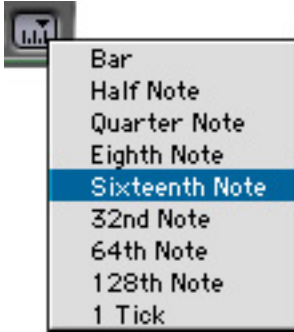 Bar
Half Note
Quarter Note
Eighth Note
Sixteenth Note
32nd Note
64th Note
128th Note
1 Tick